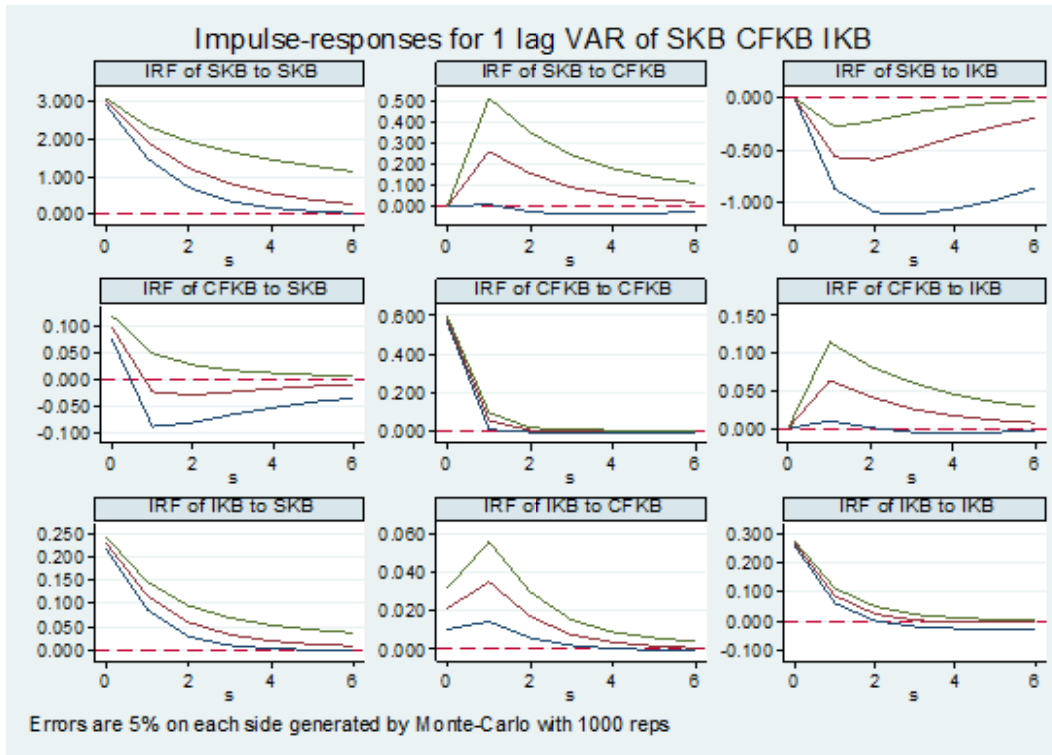 Impulse-responses for 1 lag VAR of SKB CFKB IKB
IRF of SKB to SKB
3.000
2.000
1.000
0.000
0 2 4 6
s
IRF of SKB to CFKB
0.500
0.400
0.300
0.200
0.100
0.000
0 2 4 6
s
IRF of SKB to IKB
0.000
-0.500
-1.000
0 2 4 6
s
IRF of CFKB to SKB
0.100
0.050
0.000
-0.050
-0.100
0 2 4 6
s
IRF of CFKB to CFKB
0.600
0.400
0.200
0.000
0 2 4 6
s
IRF of CFKB to IKB
0.150
0.100
0.050
0.000
0 2 4 6
s
IRF of IKB to SKB
0.250
0.200
0.150
0.100
0.050
0.000
0 2 4 6
s
IRF of IKB to CFKB
0.060
0.040
0.020
0.000
0 2 4 6
s
IRF of IKB to IKB
0.300
0.200
0.100
0.000
-0.100
0 2 4 6
s
Errors are 5% on each side generated by Monte-Carlo with 1000 reps